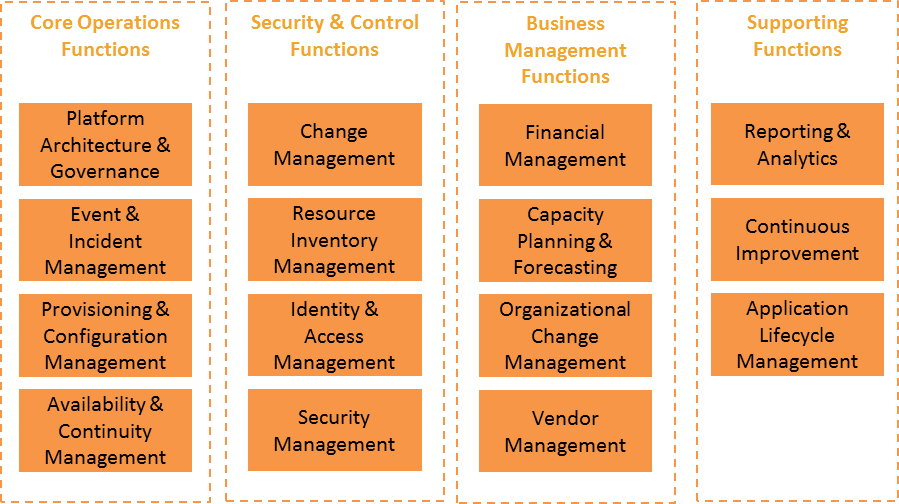 Core Operations
Functions
Platform
Architecture &
Governance
Event &
Incident
Management
Provisioning &
Configuration
Management
Availability &
Continuity
Management
Security & Control
Functions
Change
Management
Resource
Inventory
Management
Identity &
Access
Management
Security
Management
Business
Management
Functions
Financial
Management
Capacity
Planning &
Forecasting
Organizational
Change
Management
Vendor
Management
Supporting
Functions
Reporting &
Analytics
Continuous
Improvement
Application
Lifecycle
Management